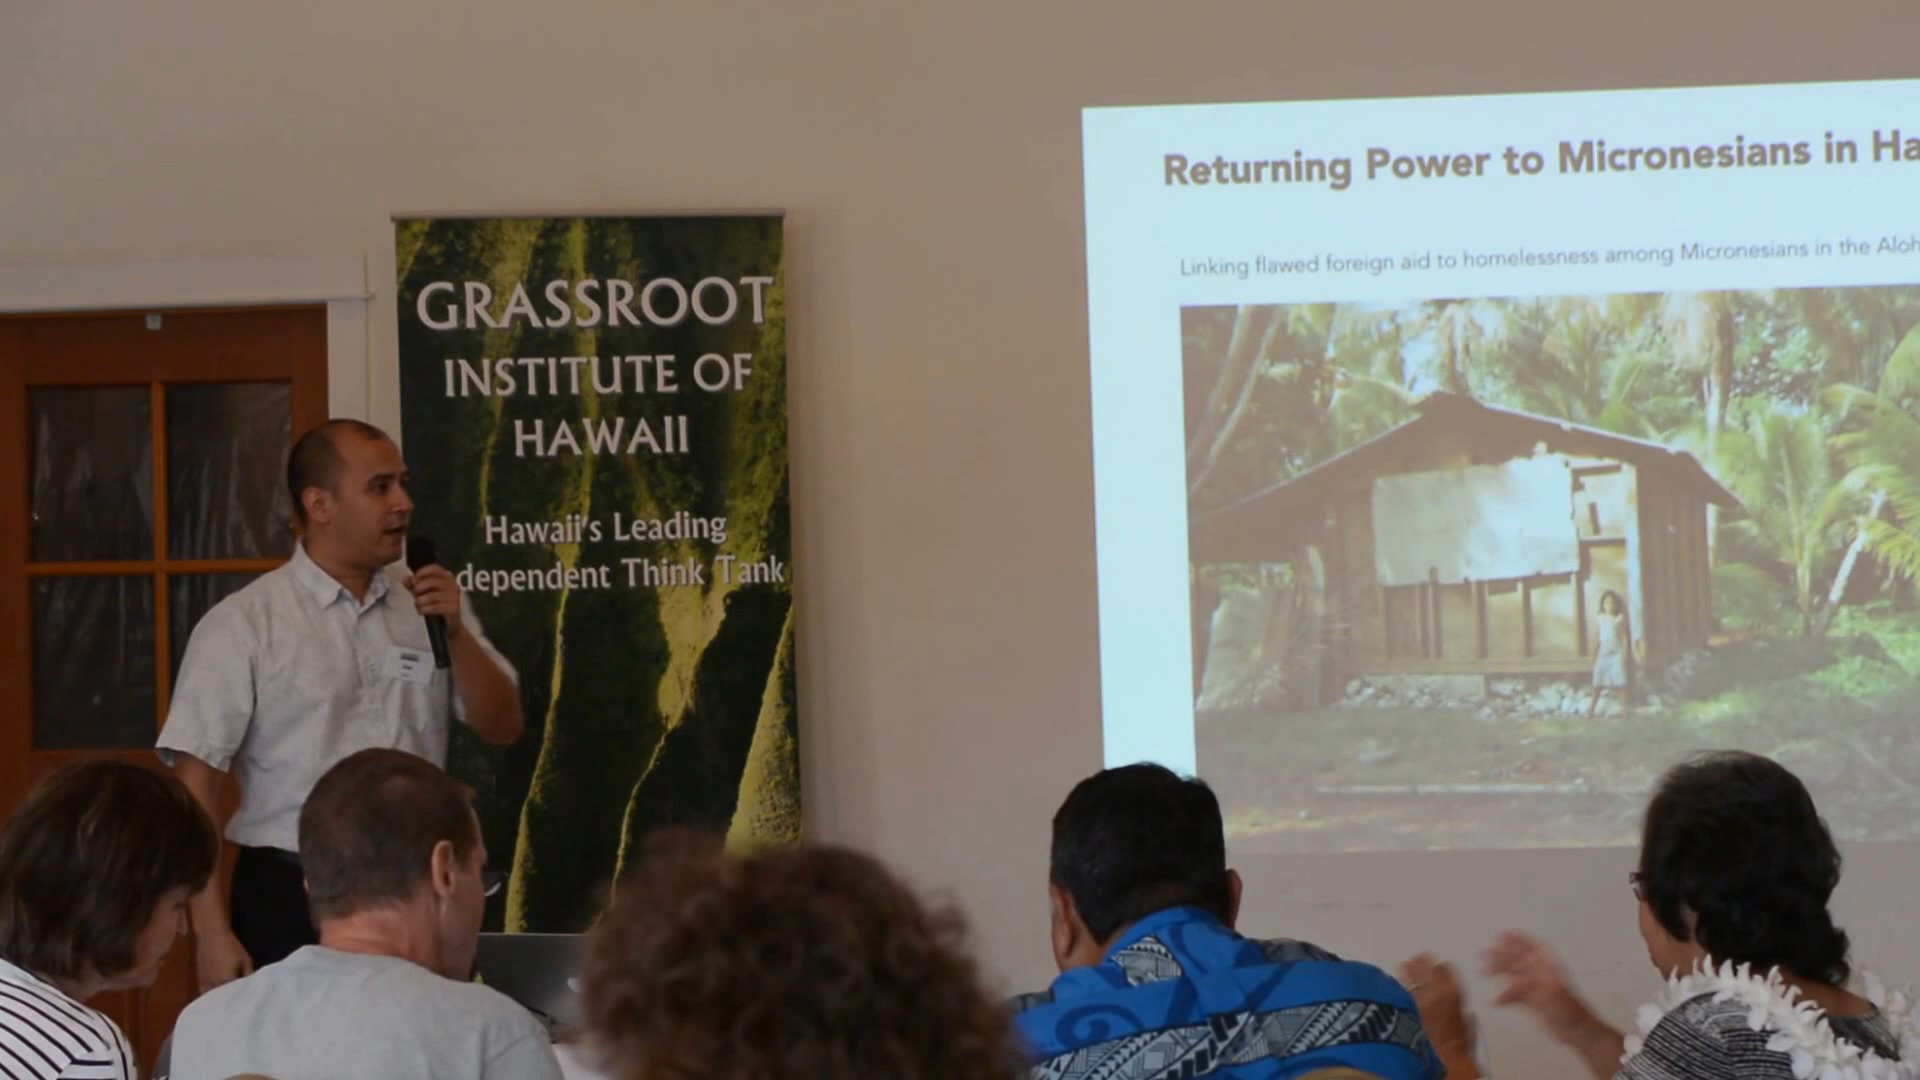 GRASSROOT
INSTITUTE OF
HAWAII
Hawaii's Leading
dependent Think Tank
Returning Power to Micronesians in Ha
Linking flawed foreign aid to homelessness among Micronesians in the Aloh